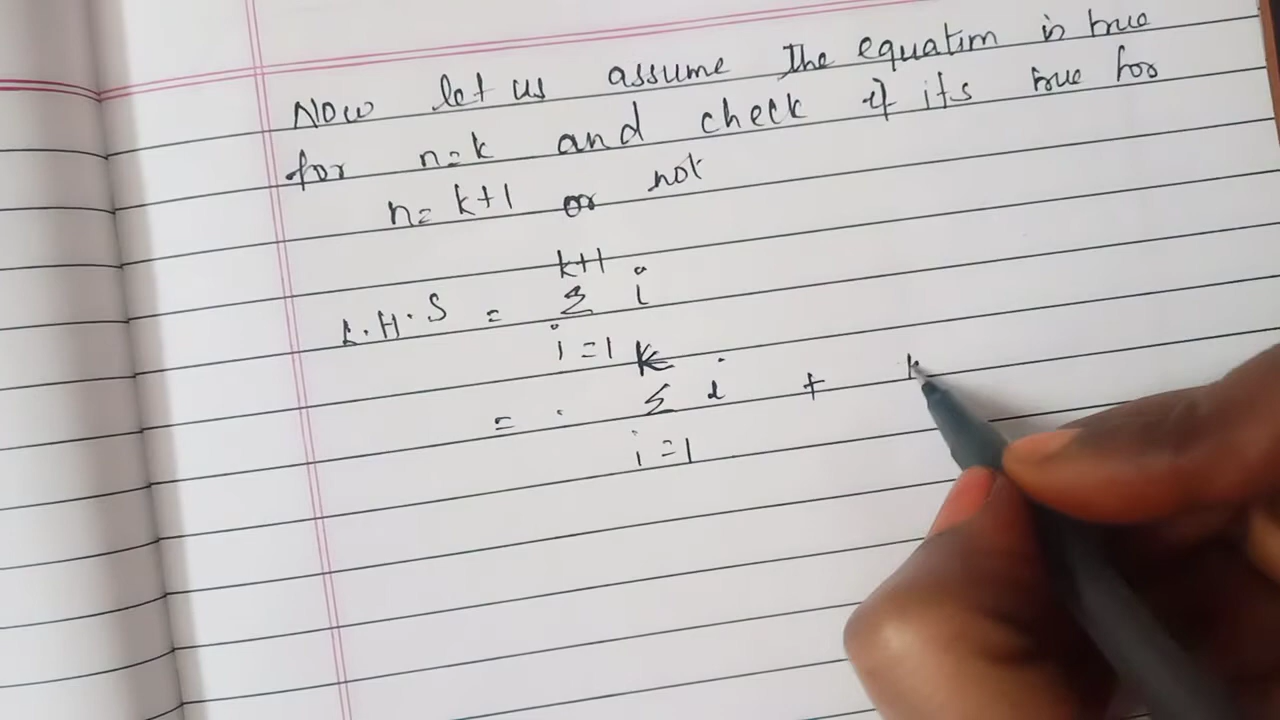 Now let us assume The equation is true
for n=k and check if its true for
n= k+1 or not
k+1
L.H.S = Σ i
i=1
k
= Σ i + k
i=1